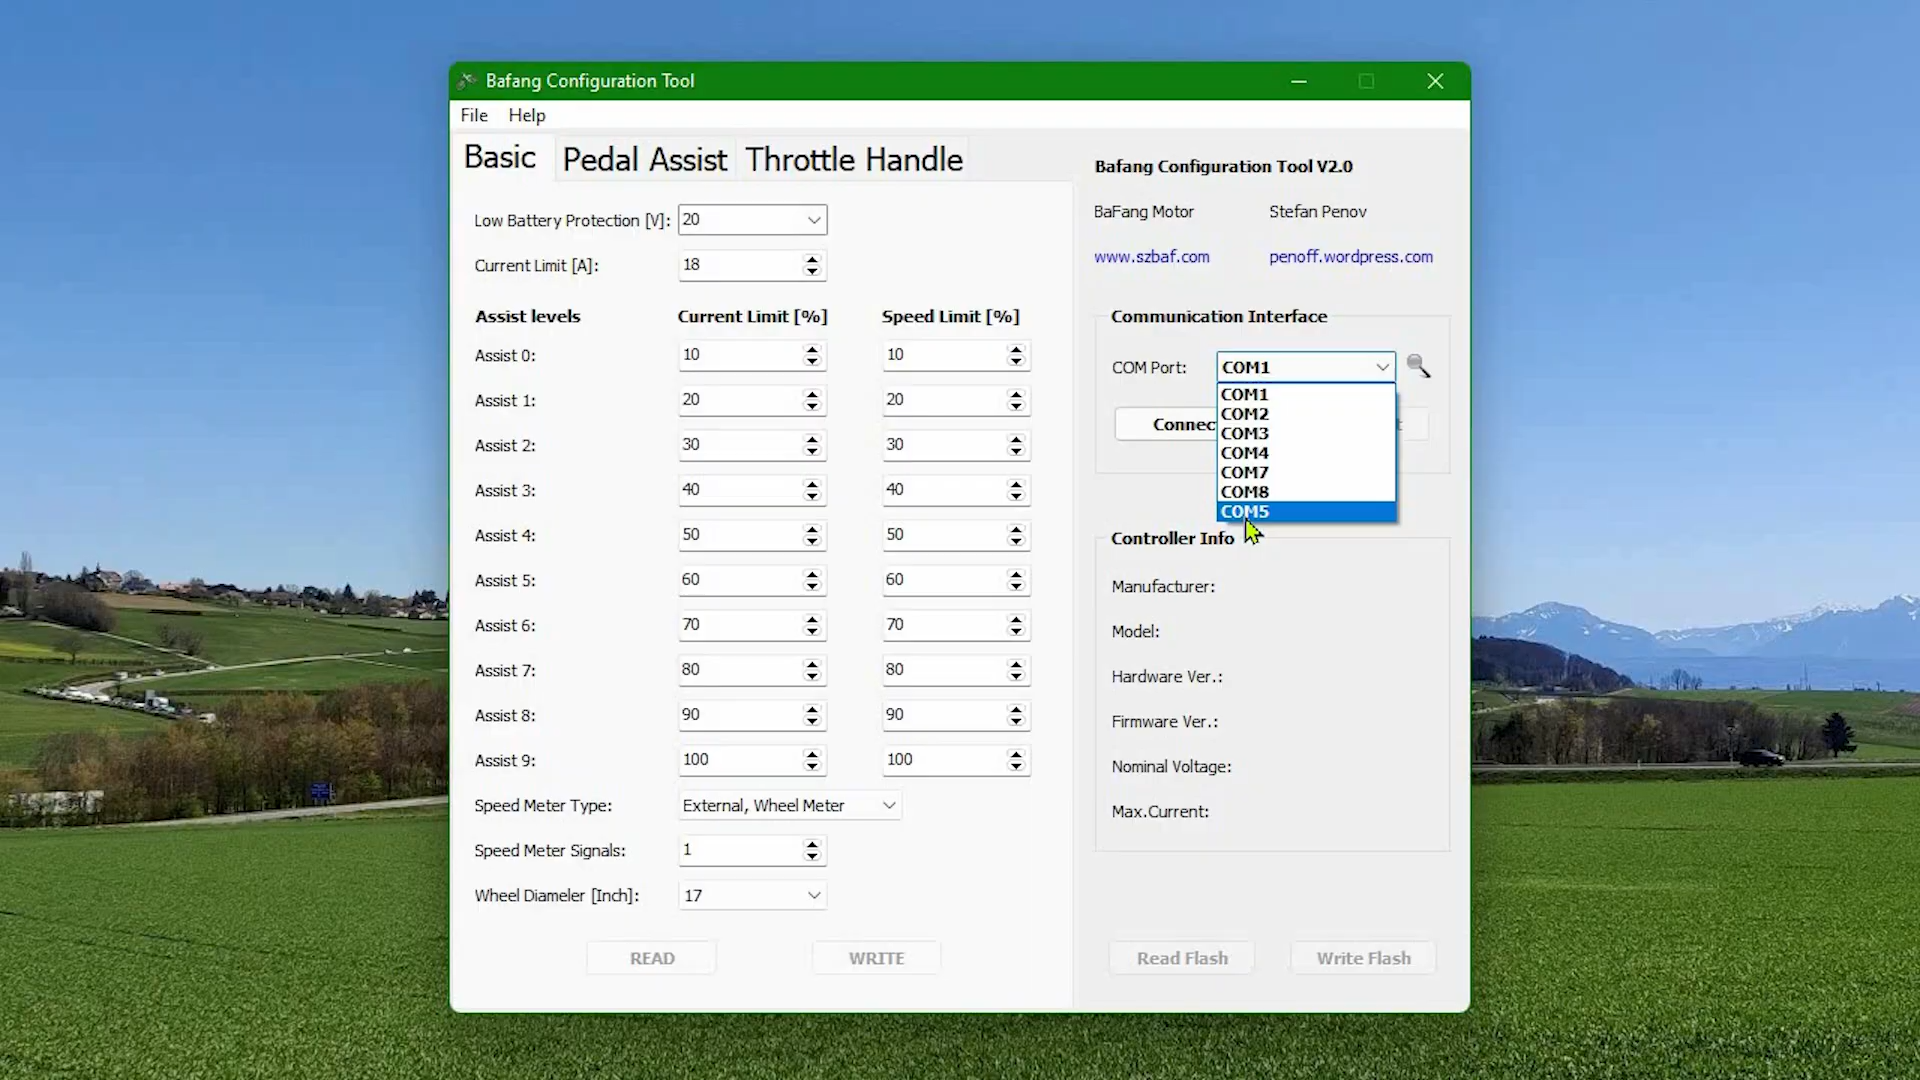 Bafang Configuration Tool
File Help
Basic Pedal Assist Throttle Handle
Low Battery Protection [V]: 20
Current Limit [A]: 18
Assist levels Current Limit [%] Speed Limit [%]
Assist 0: 10 10
Assist 1: 20 20
Assist 2: 30 30
Assist 3: 40 40
Assist 4: 50 50
Assist 5: 60 60
Assist 6: 70 70
Assist 7: 80 80
Assist 8: 90 90
Assist 9: 100 100
Speed Meter Type: External, Wheel Meter
Speed Meter Signals: 1
Wheel Diameler [Inch]: 17
READ WRITE
Bafang Configuration Tool V2.0
BaFang Motor Stefan Penov
www.szbaf.com penoff.wordpress.com
Communication Interface
COM Port: COM1
COM1
COM2
COM3
COM4
COM7
COM8
COM5
Connec t
Controller Info
Manufacturer:
Model:
Hardware Ver.:
Firmware Ver.:
Nominal Voltage:
Max.Current:
Read Flash Write Flash